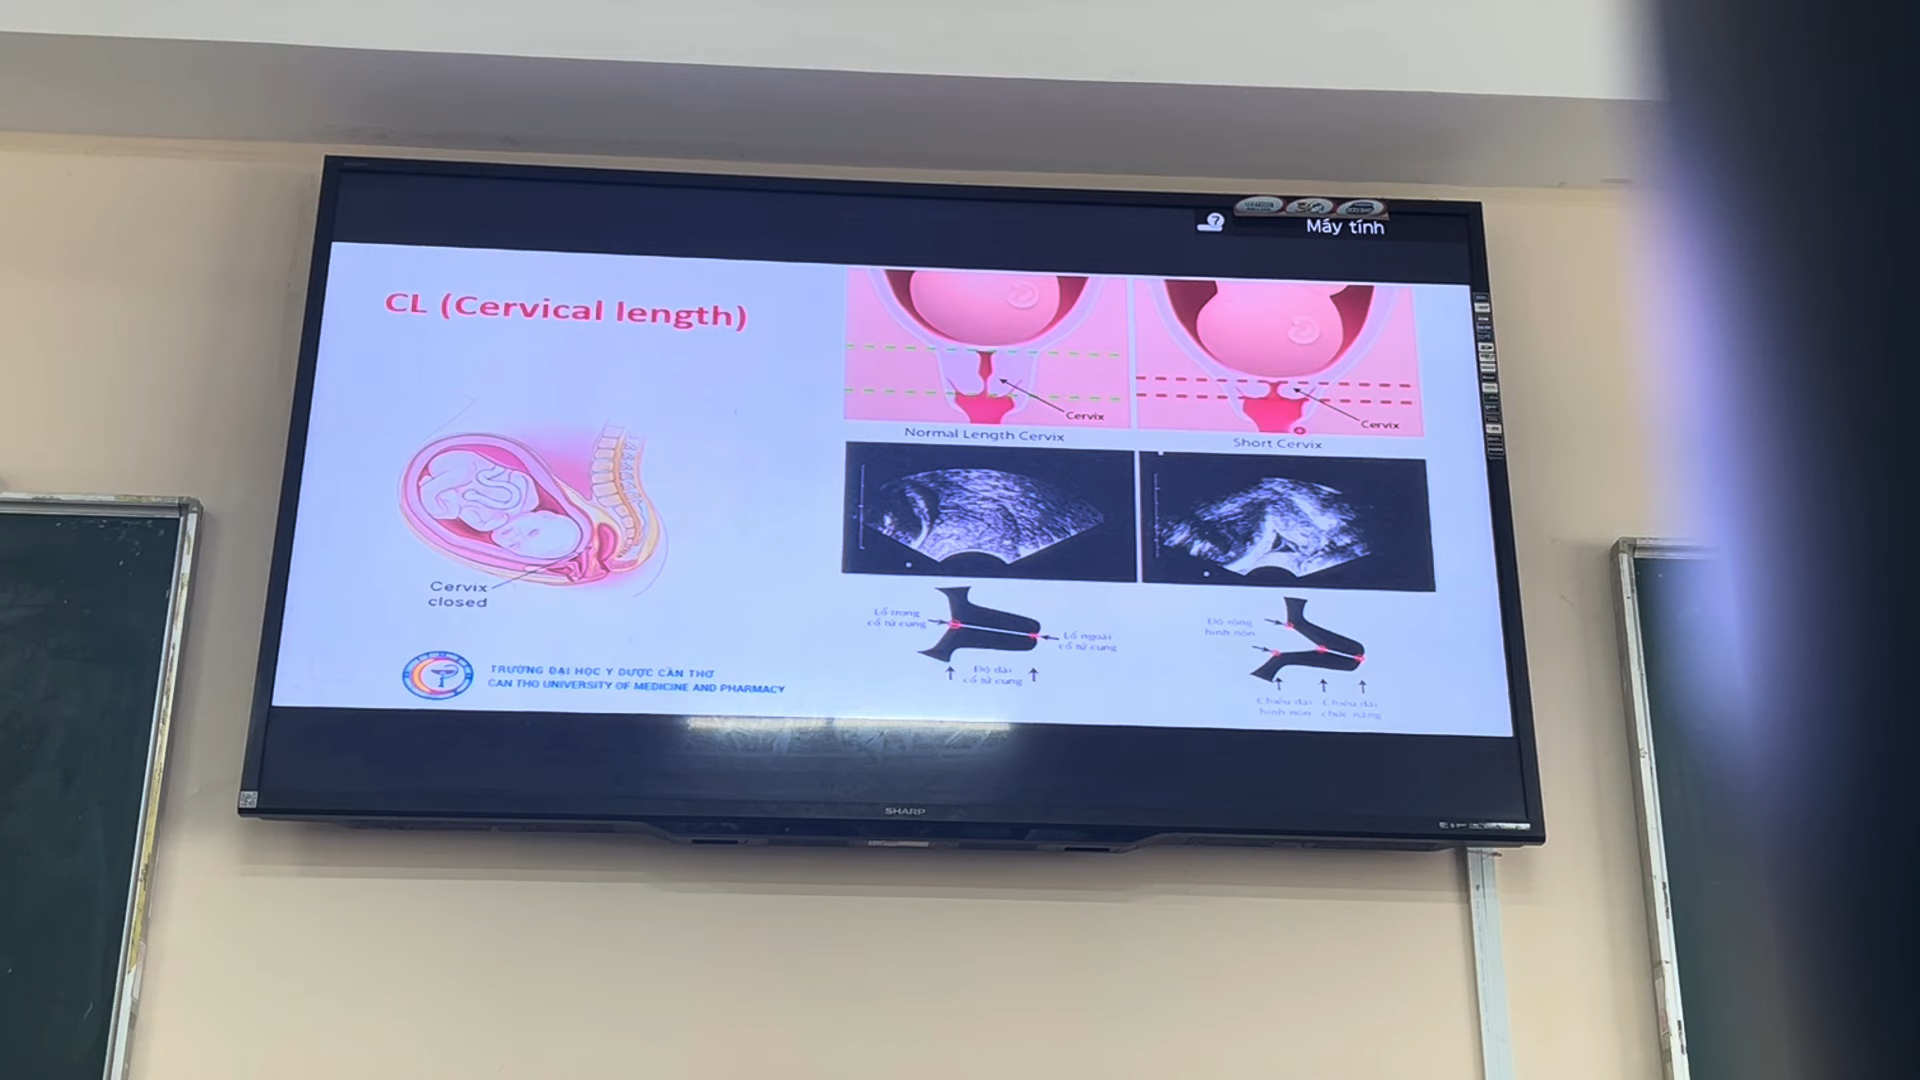 Máy tính
CL (Cervical length)
Cervix
Normal Length Cervix
Cervix
Short Cervix
Cervix
closed
Lỗ trong
cổ tử cung
Lỗ ngoài
cổ tử cung
Độ dài
cổ tử cung
Độ rộng
hình nón
Chiều dài
hình nón
Chiều dài
chức năng
TRƯỜNG ĐẠI HỌC Y DƯỢC CẦN THƠ
CAN THO UNIVERSITY OF MEDICINE AND PHARMACY
SHARP